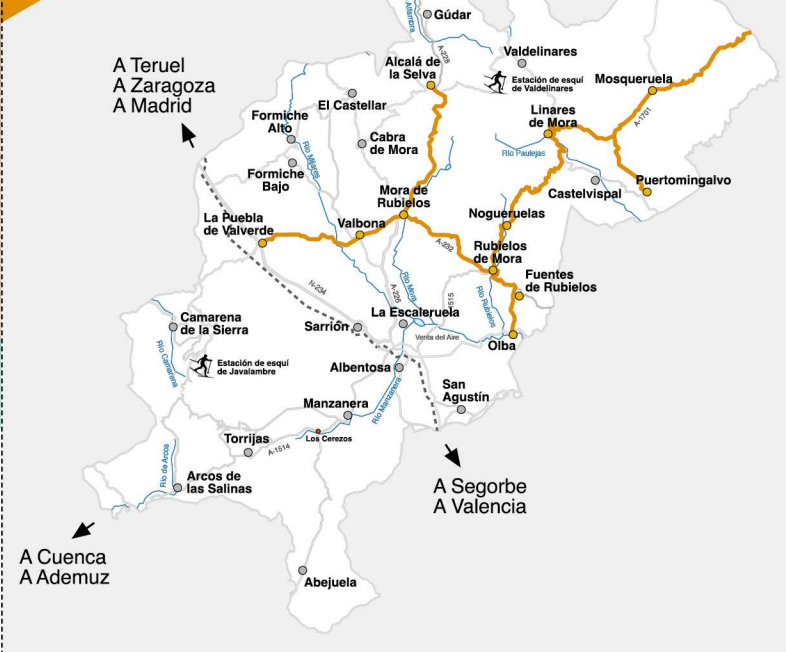 Gúdar
Alfambra
A-228
Valdelinares
Alcalá de
la Selva
Estación de esquí
de Valdelinares
Mosqueruela
A Teruel
A Zaragoza
A Madrid
El Castellar
Formiche
Alto
Linares
de Mora
A-1701
Cabra
de Mora
Río Mijares
Río Paulejas
Formiche
Bajo
Castelvispal
Puertomingalvo
Mora de
Rubielos
La Puebla
de Valverde
Valbona
Nogueruelas
A-232
Rubielos
de Mora
Fuentes
de Rubielos
N-234
A-228
Río Mora
1515
Río Rubielos
Camarena
de la Sierra
Sarrión
La Escaleruela
Venta del Aire
Olba
Río Camarena
Estación de esquí
de Javalambre
Albentosa
San
Agustín
Río Manzanera
Manzanera
Los Cerezos
Torrijas
A-1514
Río de Arcos
Arcos de
las Salinas
A Segorbe
A Valencia
A Cuenca
A Ademuz
Abejuela